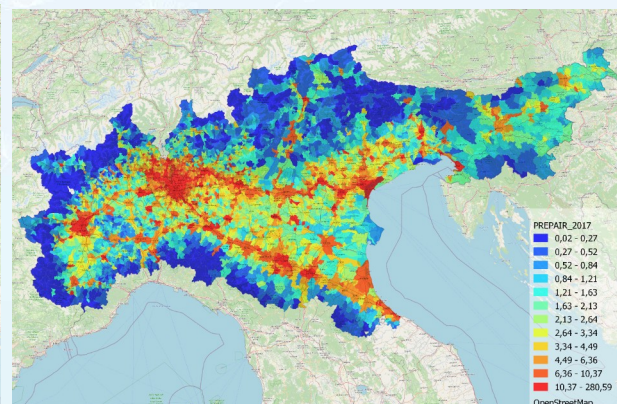 PREPAIR_2017
0,02 - 0,27
0,27 - 0,52
0,52 - 0,84
0,84 - 1,21
1,21 - 1,63
1,63 - 2,13
2,13 - 2,64
2,64 - 3,34
3,34 - 4,49
4,49 - 6,36
6,36 - 10,37
10,37 - 280,59
OpenStreetMap